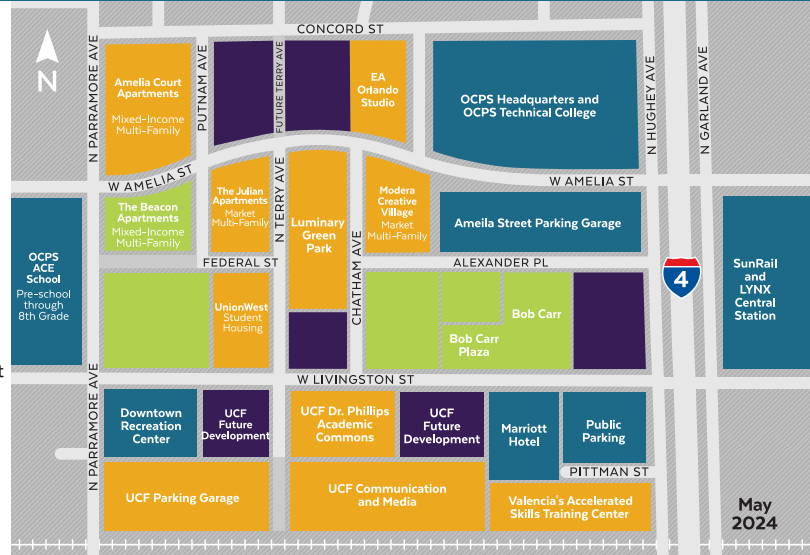 CONCORD ST
N
N PARRAMORE AVE
Amelia Court
Apartments
Mixed-Income
Multi-Family
PUTNAM AVE
FUTURE TERRY AVE
EA
Orlando
Studio
OCPS Headquarters and
OCPS Technical College
N HUGHEY AVE
N GARLAND AVE
W AMELIA ST
W AMELIA ST
The Beacon
Apartments
Mixed-Income
Multi-Family
The Julian
Apartments
Market
Multi-Family
N TERRY AVE
Luminary
Green
Park
CHATHAM AVE
Modera
Creative
Village
Market
Multi-Family
Ameila Street Parking Garage
OCPS
ACE
School
Pre-school
through
8th Grade
FEDERAL ST
ALEXANDER PL
4
SunRail
and
LYNX
Central
Station
UnionWest
Student
Housing
Bob Carr
Bob Carr
Plaza
t
W LIVINGSTON ST
N PARRAMORE AVE
Downtown
Recreation
Center
UCF
Future
Development
UCF Dr. Phillips
Academic
Commons
UCF
Future
Development
Marriott
Hotel
Public
Parking
PITTMAN ST
UCF Parking Garage
UCF Communication
and Media
Valencia's Accelerated
Skills Training Center
May
2024